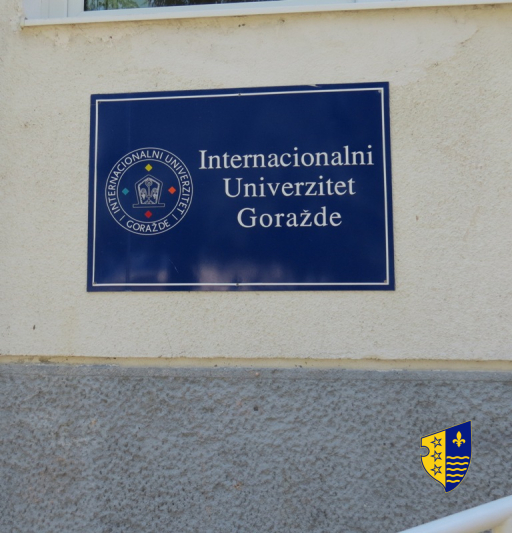 Internacionalni
Univerzitet
Goražde
INTERNACIONALNI UNIVERZITET
GORAŽDE